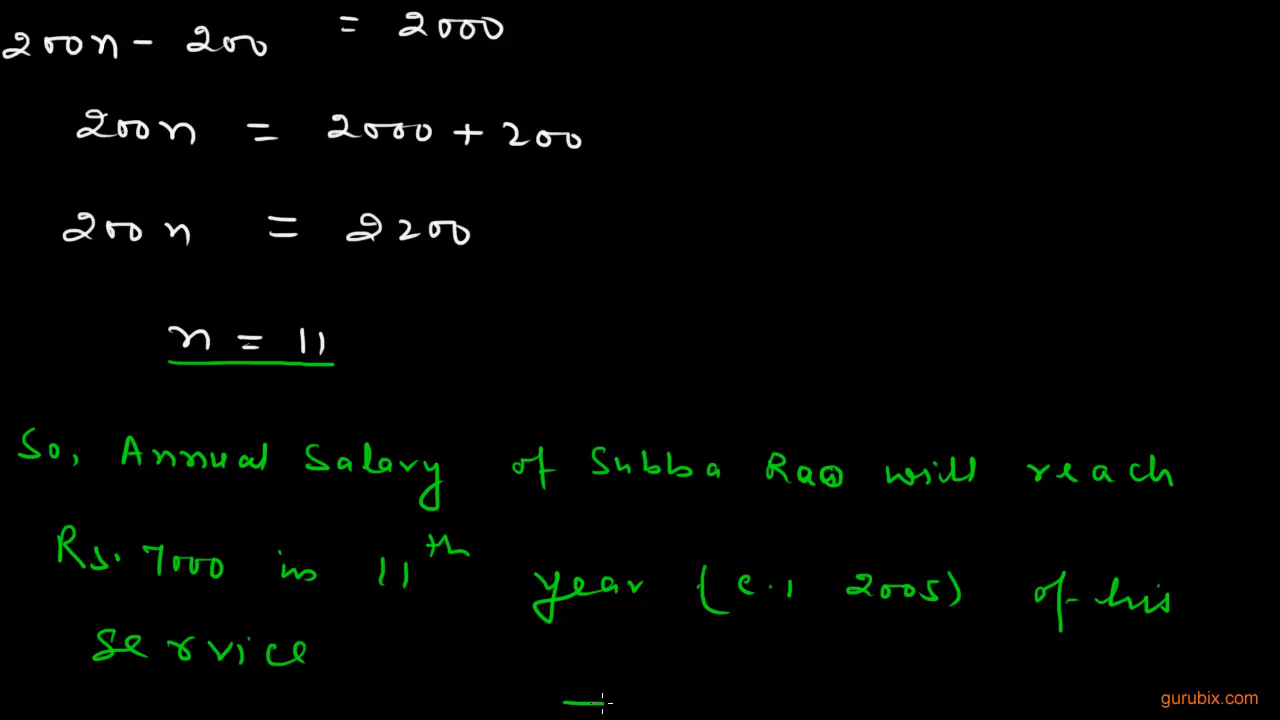 200n - 200 = 2000
200n = 2000 + 200
200n = 2200
n = 11
So, Annual Salary of Subba Rao will reach
Rs. 7000 in 11th year (e.i 2005) of his
service
gurubix.com